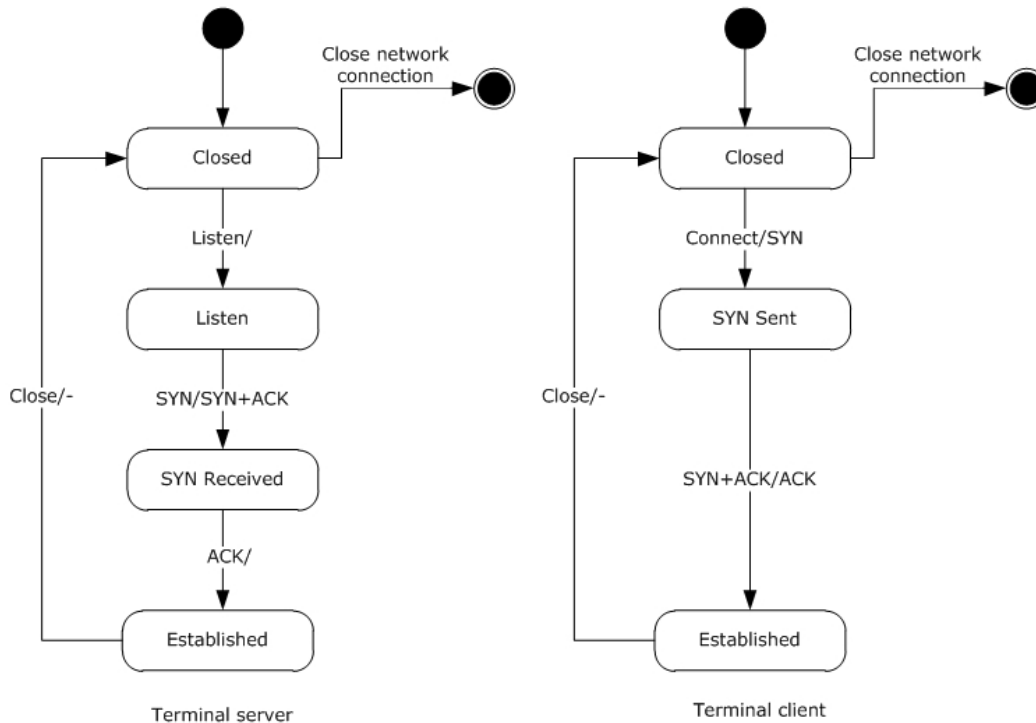 Close network
connection
Closed
Listen/
Listen
Close/-
SYN/SYN+ACK
SYN Received
ACK/
Established
Terminal server
Close network
connection
Closed
Connect/SYN
SYN Sent
Close/-
SYN+ACK/ACK
Established
Terminal client